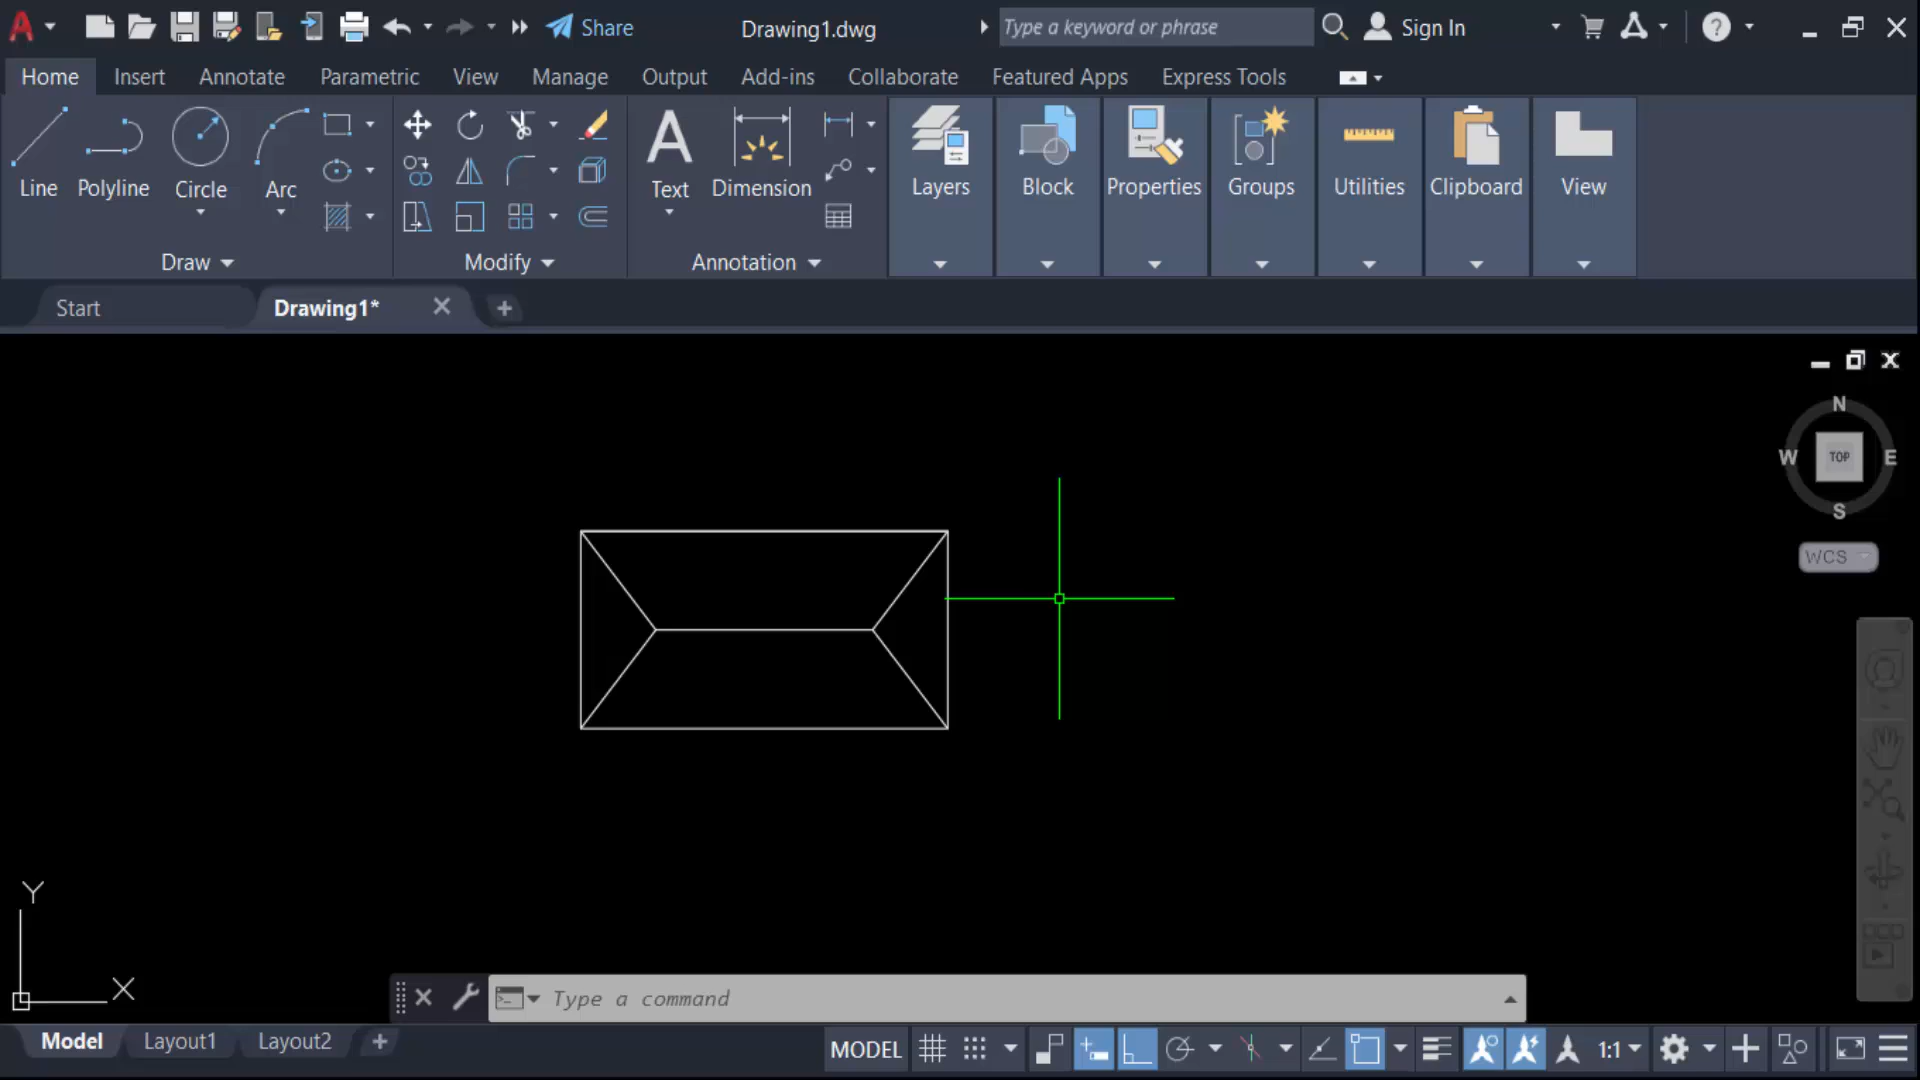 Share
Drawing1.dwg
Type a keyword or phrase
Sign In
Home Insert Annotate Parametric View Manage Output Add-ins Collaborate Featured Apps Express Tools
Line Polyline Circle Arc
Text Dimension
Layers Block Properties Groups Utilities Clipboard View
Draw Modify Annotation
Start Drawing1*
N
W TOP E
S
WCS
Y
X
Type a command
Model Layout1 Layout2
MODEL 1:1